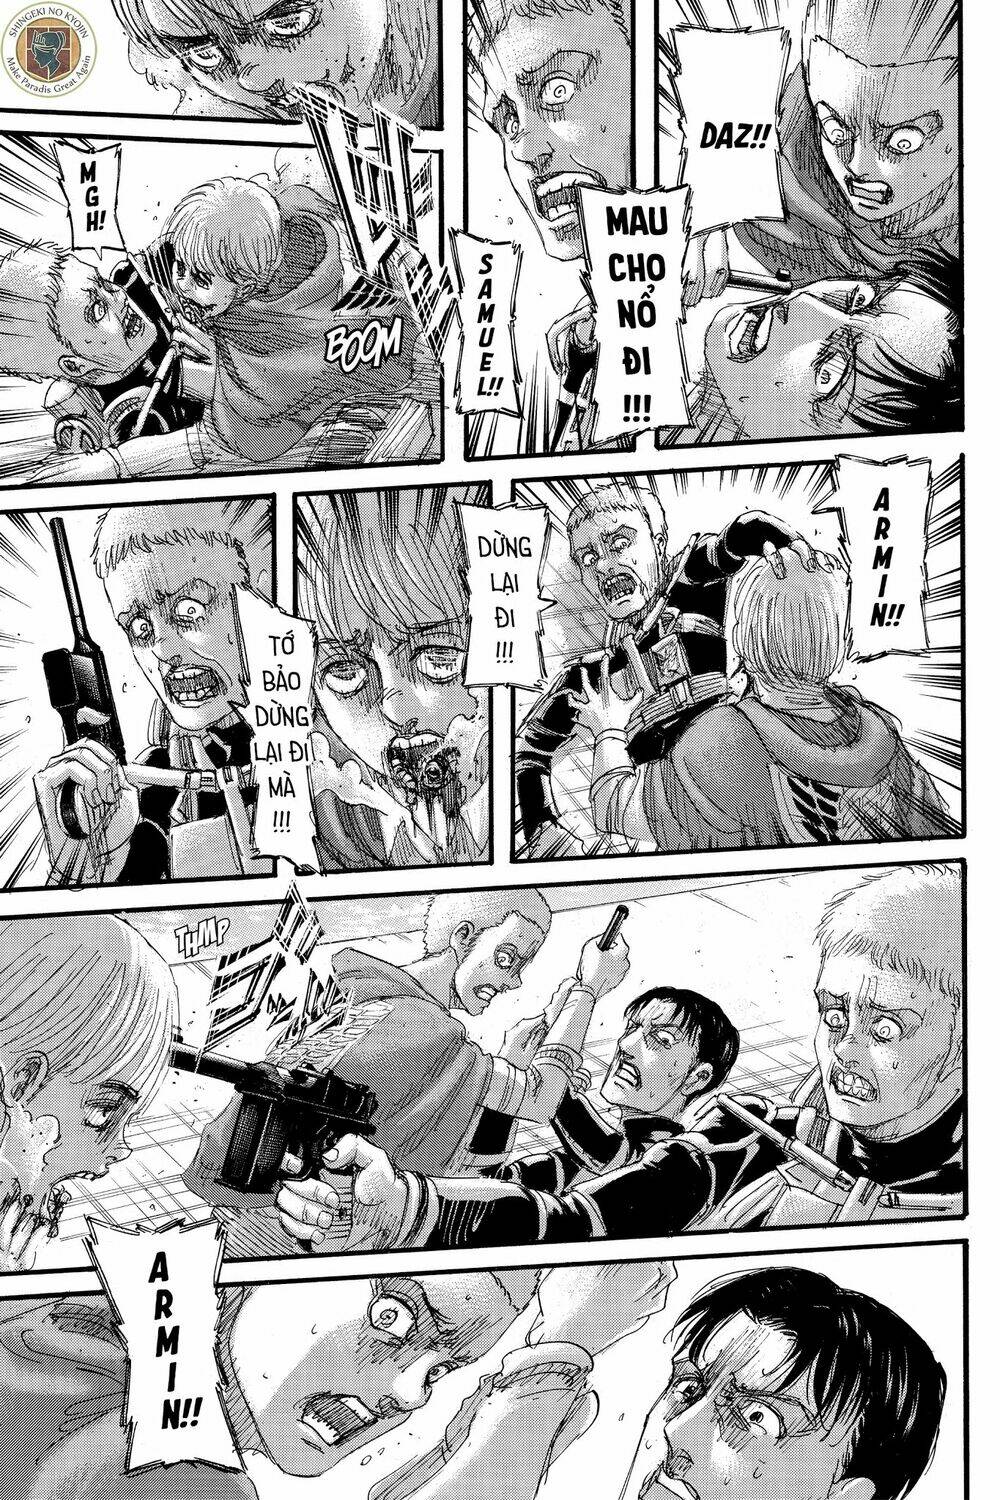 SHINGEKI NO KYOJIN
Make Paradis Great Again
DAZ!!
MAU
CHO
NỔ
ĐI
!!!
SAMUEL!!
MGH!
BOOM
ARMIN!!
DỪNG
LẠI
ĐI
!!!
TỚ
BẢO
DỪNG
LẠI ĐI
MÀ
!!!
THMP
ARMIN!!